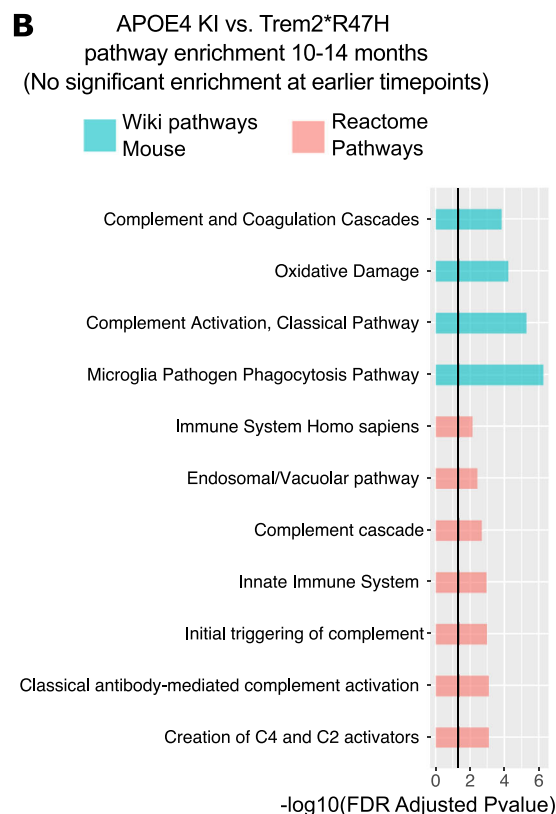 B
APOE4 KI vs. Trem2*R47H
pathway enrichment 10-14 months
(No significant enrichment at earlier timepoints)
Wiki pathways
Mouse
Reactome
Pathways
Complement and Coagulation Cascades
Oxidative Damage
Complement Activation, Classical Pathway
Microglia Pathogen Phagocytosis Pathway
Immune System Homo sapiens
Endosomal/Vacuolar pathway
Complement cascade
Innate Immune System
Initial triggering of complement
Classical antibody-mediated complement activation
Creation of C4 and C2 activators
0 2 4 6
-log10(FDR Adjusted Pvalue)